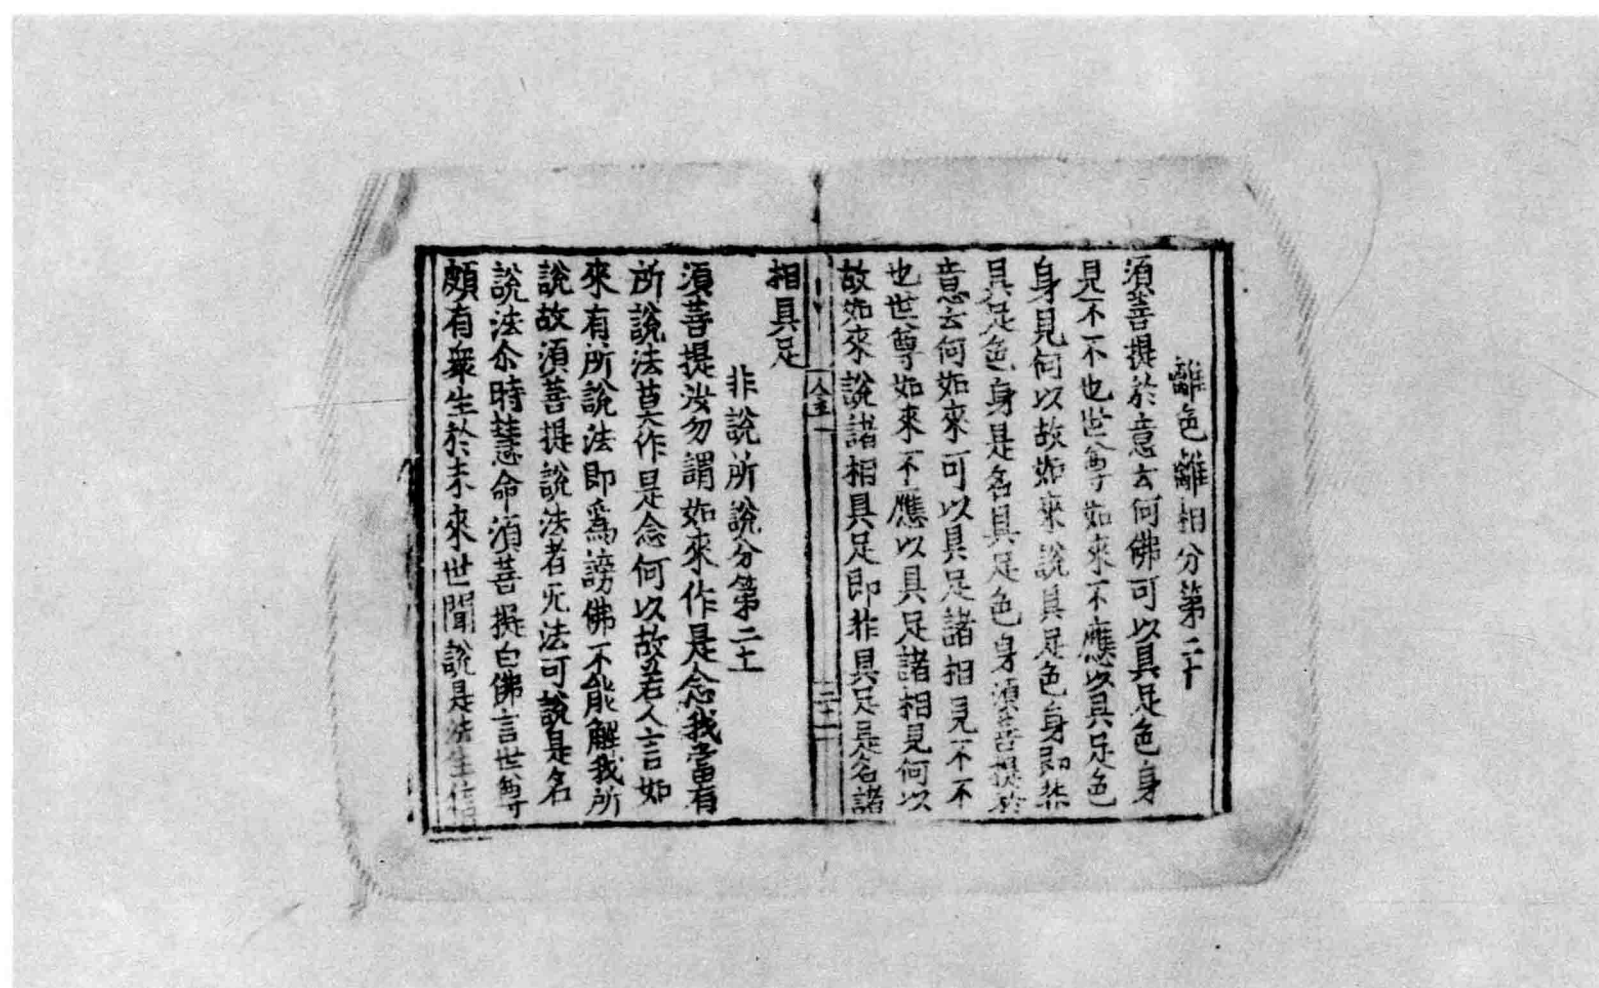 離色離相分第二十
須菩提於意云何佛可以具足色身
見不不也世尊如來不應以具足色
身見何以故如來說具足色身即非
具足色身是名具足色身須菩提於
意云何如來可以具足諸相見不不
也世尊如來不應以具足諸相見何以
故如來說諸相具足即非具足是名諸
相具足
非說所說分第二十一
須菩提汝勿謂如來作是念我當有
所說法莫作是念何以故若人言如
來有所說法即爲謗佛不能解我所
說故須菩提說法者无法可說是名
說法尒時慧命須菩提白佛言世尊
頗有衆生於未來世聞說是法生信